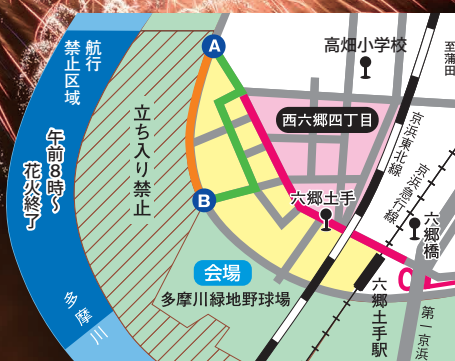 航行
禁止区域
午前8時〜
花火終了
多摩川
立ち入り禁止
A
B
高畑小学校
至蒲田
西六郷四丁目
京浜東北線
京浜急行線
六郷土手
六郷橋
会場
多摩川緑地野球場
六郷土手駅
第一京浜